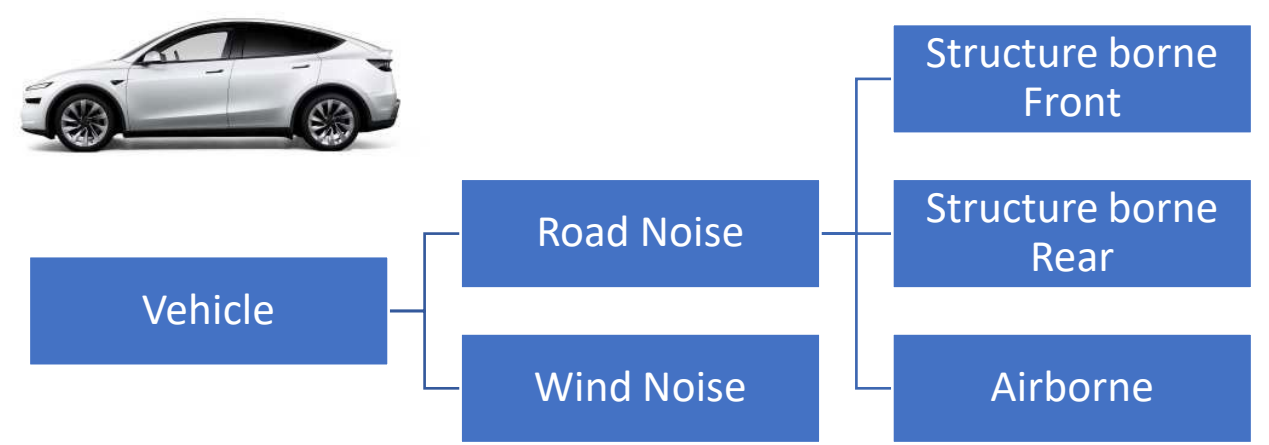 Vehicle
Road Noise
Wind Noise
Structure borne
Front
Structure borne
Rear
Airborne